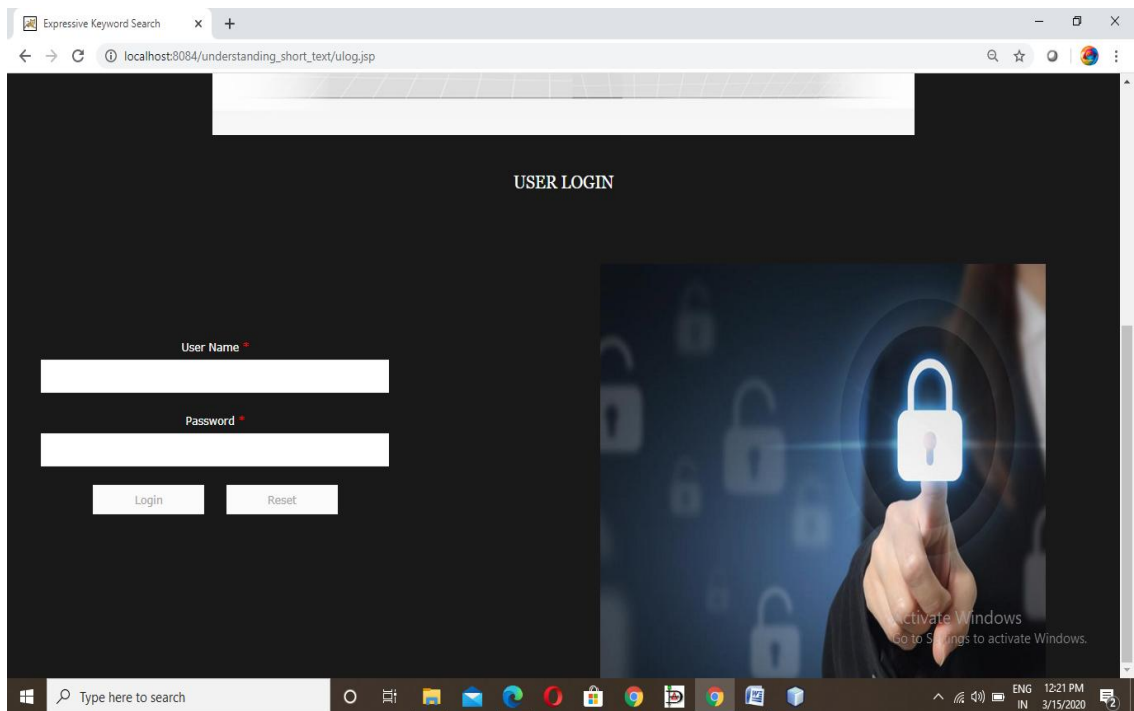 Expressive Keyword Search
localhost:8084/understanding_short_text/ulog.jsp
USER LOGIN
User Name *
Password *
Login Reset
Activate Windows
Go to Settings to activate Windows.
Type here to search
ENG 12:21 PM
IN 3/15/2020
2